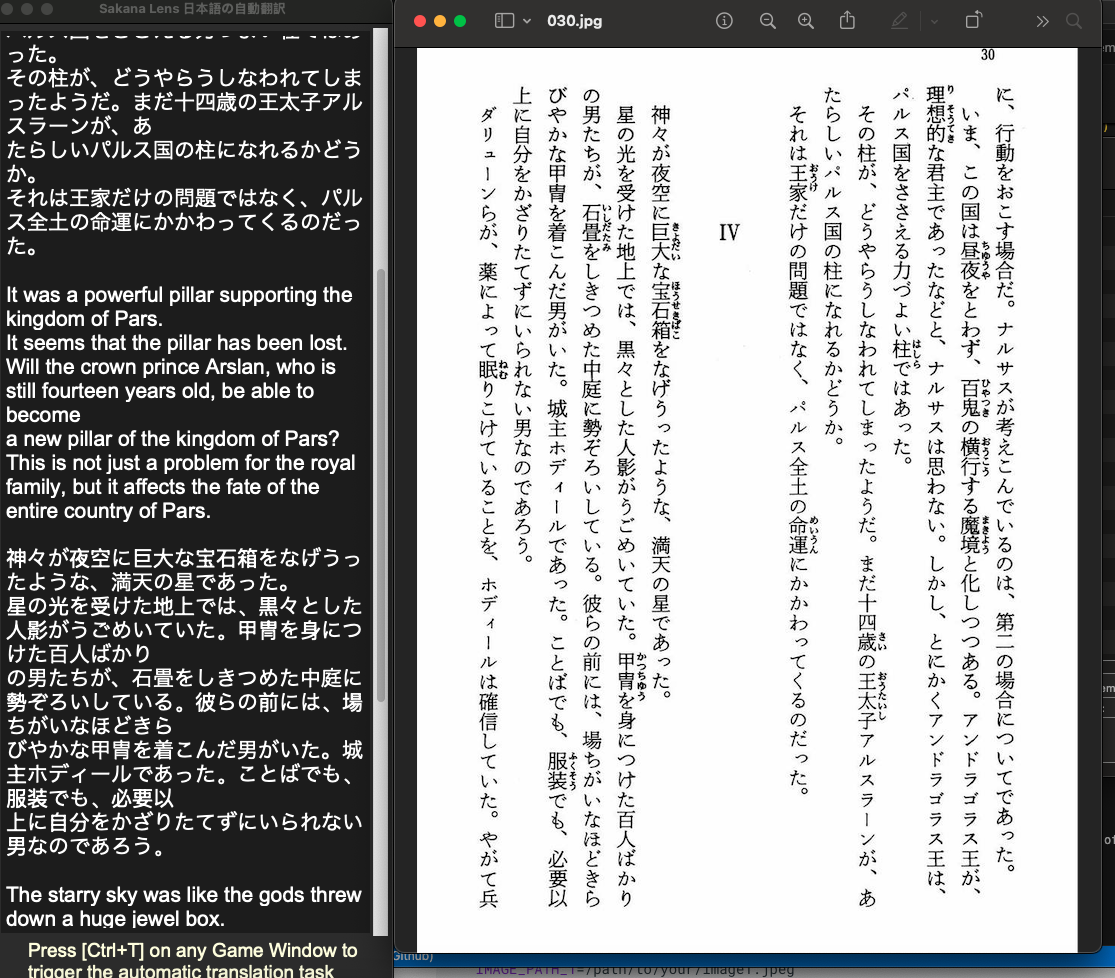 Sakana Lens 日本語の自動翻訳
った。
その柱が、どうやらうしなわれてしま
ったようだ。まだ十四歳の王太子アル
スラーンが、あ
たらしいパルス国の柱になれるかどう
か。
それは王家だけの問題ではなく、パル
ス全土の命運にかかわってくるのだっ
た。
It was a powerful pillar supporting the
kingdom of Pars.
It seems that the pillar has been lost.
Will the crown prince Arslan, who is
still fourteen years old, be able to
become
a new pillar of the kingdom of Pars?
This is not just a problem for the royal
family, but it affects the fate of the
entire country of Pars.
神々が夜空に巨大な宝石箱をなげうっ
たような、満天の星であった。
星の光を受けた地上では、黒々とした
人影がうごめいていた。甲冑を身につ
けた百人ばかり
の男たちが、石畳をしきつめた中庭に
勢ぞろいしている。彼らの前には、場
ちがいなほどきら
びやかな甲冑を着こんだ男がいた。城
主ホディールであった。ことばでも、
服装でも、必要以
上に自分をかざりたてずにいられない
男なのであろう。
The starry sky was like the gods threw
down a huge jewel box.
Press [Ctrl+T] on any Game Window to
trigger the automatic translation task
030.jpg
30
に、行動をおこす場合だ。ナルサスが考えこんでいるのは、第二の場合についてであった。
いま、この国は昼夜をとわず、百鬼の横行する魔境と化しつつある。アンドラゴラス王が、
理想的な君主であったなどと、ナルサスは思わない。しかし、とにかくアンドラゴラス王は、
パルス国をささえる力づよい柱ではあった。
その柱が、どうやらうしなわれてしまったようだ。まだ十四歳の王太子アルスラーンが、あ
たらしいパルス国の柱になれるかどうか。
それは王家だけの問題ではなく、パルス全土の命運にかかわってくるのだった。
IV
神々が夜空に巨大な宝石箱をなげうったような、満天の星であった。
星の光を受けた地上では、黒々とした人影がうごめいていた。甲冑を身につけた百人ばかり
の男たちが、石畳をしきつめた中庭に勢ぞろいしている。彼らの前には、場ちがいなほどきら
びやかな甲冑を着こんだ男がいた。城主ホディールであった。ことばでも、服装でも、必要以
上に自分をかざりたてずにいられない男なのであろう。
ダリューンらが、薬によって眠りこけていることを、ホディールは確信していた。やがて兵
Github)
IMAGE_PATH_T=/path/to/your/image1.jpeg